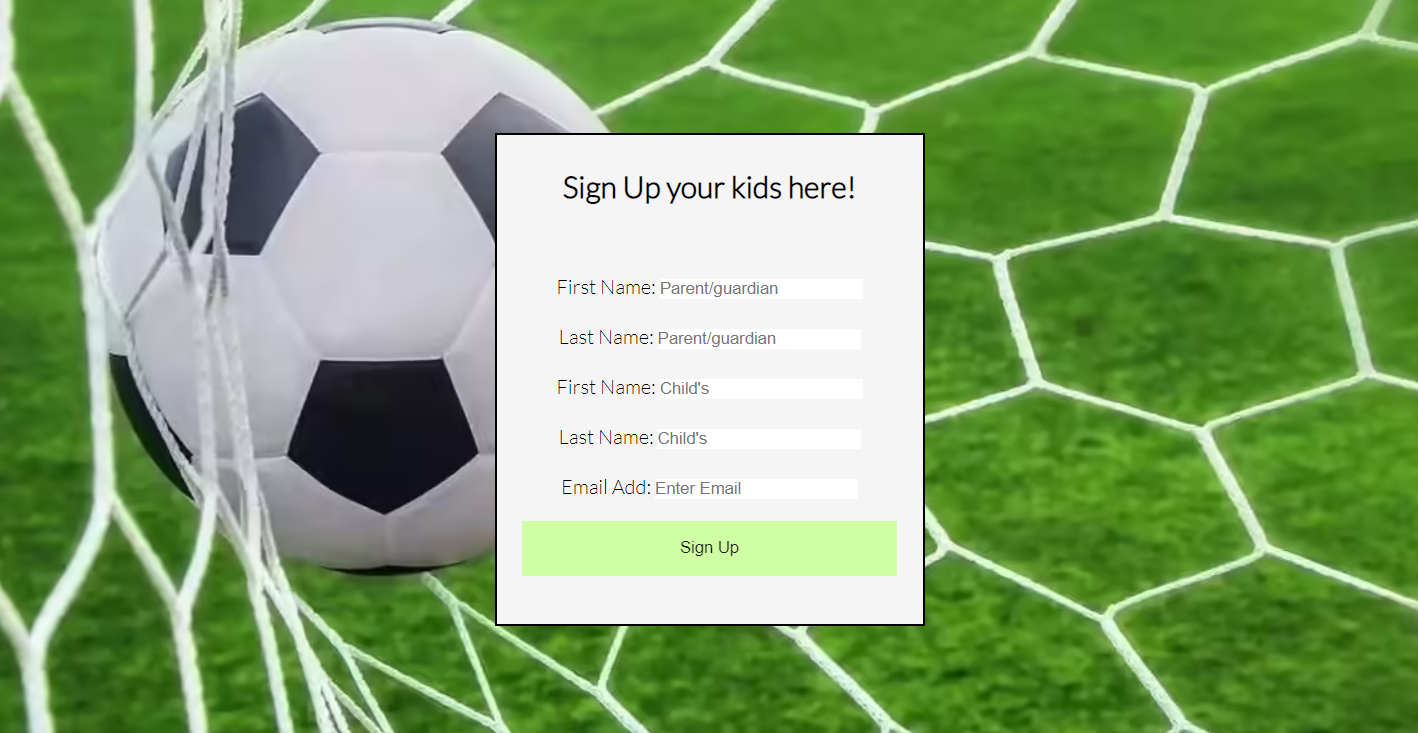 Sign Up your kids here!
First Name: Parent/guardian
Last Name: Parent/guardian
First Name: Child's
Last Name: Child's
Email Add: Enter Email
Sign Up